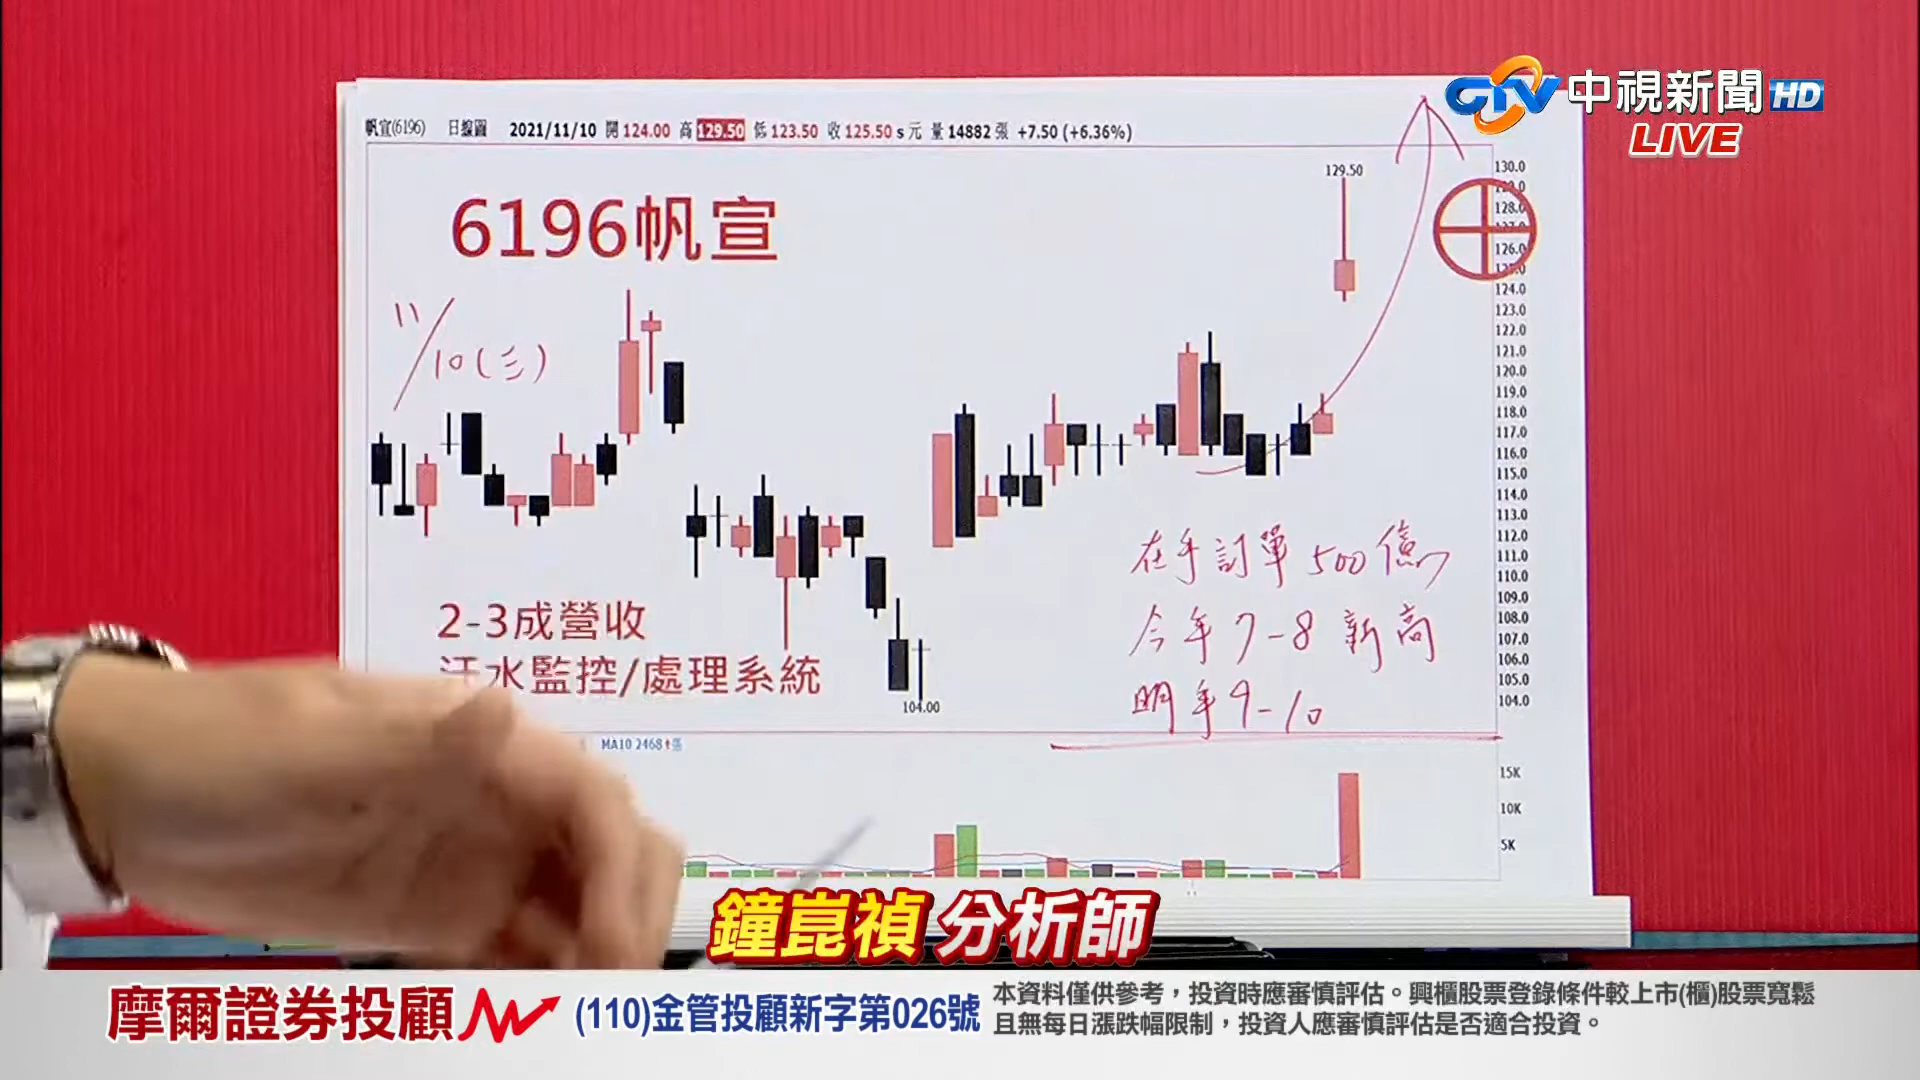 CTV 中視新聞 HD
LIVE
帆宣(6196) 日線圖 2021/11/10 開 124.00 高 129.50 低 123.50 收 125.50 s 元 量 14882 張 +7.50 (+6.36%)
6196帆宣
11/10(三)
129.50
130.0
129.0
128.0
127.0
126.0
125.0
124.0
123.0
122.0
121.0
120.0
119.0
118.0
117.0
116.0
115.0
114.0
113.0
112.0
111.0
110.0
109.0
108.0
107.0
106.0
105.0
104.0
在手訂單500億
今年7-8新高
明年9-10
2-3成營收
汙水監控/處理系統
104.00
MA10 2468↑張
15K
10K
5K
鐘崑禎 分析師
摩爾證券投顧 (110)金管投顧新字第026號
本資料僅供參考，投資時應審慎評估。興櫃股票登錄條件較上市(櫃)股票寬鬆
且無每日漲跌幅限制，投資人應審慎評估是否適合投資。